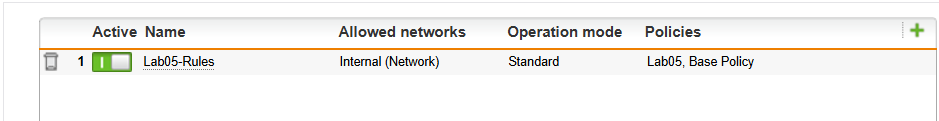 Active Name Allowed networks Operation mode Policies
1 Lab05-Rules Internal (Network) Standard Lab05, Base Policy